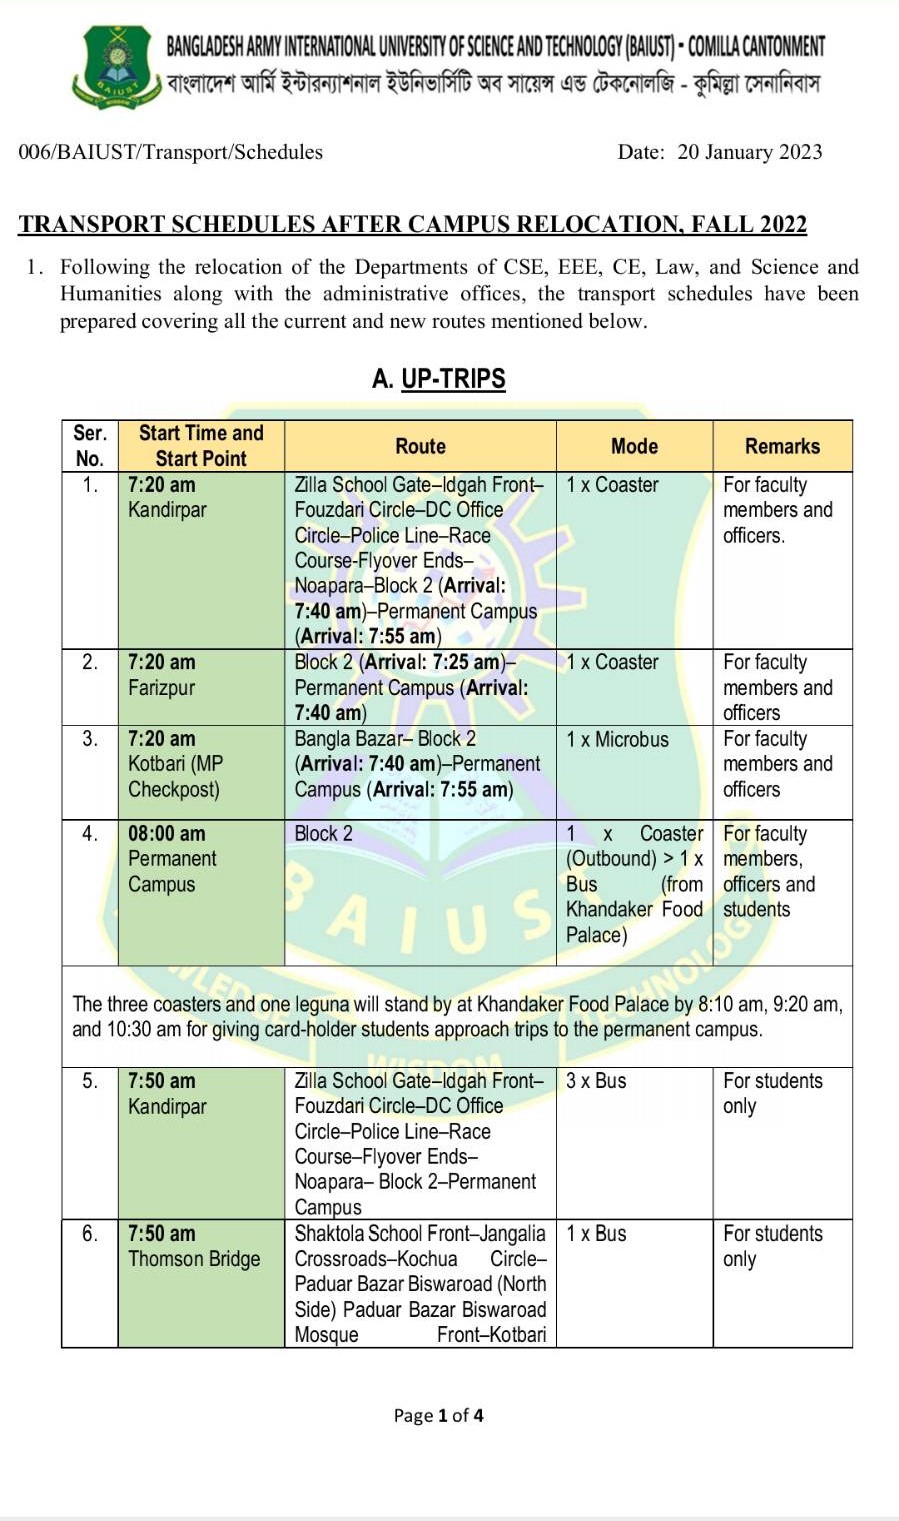 BANGLADESH ARMY INTERNATIONAL UNIVERSITY OF SCIENCE AND TECHNOLOGY (BAIUST) - COMILLA CANTONMENT
বাংলাদেশ আর্মি ইন্টারন্যাশনাল ইউনিভার্সিটি অব সায়েন্স এন্ড টেকনোলজি - কুমিল্লা সেনানিবাস
BAIUST
006/BAIUST/Transport/Schedules Date: 20 January 2023
TRANSPORT SCHEDULES AFTER CAMPUS RELOCATION, FALL 2022
1. Following the relocation of the Departments of CSE, EEE, CE, Law, and Science and
Humanities along with the administrative offices, the transport schedules have been
prepared covering all the current and new routes mentioned below.
A. UP-TRIPS
Ser. No.
Start Time and
Start Point
Route
Mode
Remarks
1.
7:20 am
Kandirpar
Zilla School Gate–Idgah Front–
Fouzdari Circle–DC Office
Circle–Police Line–Race
Course-Flyover Ends–
Noapara–Block 2 (Arrival:
7:40 am)–Permanent Campus
(Arrival: 7:55 am)
1 x Coaster
For faculty
members and
officers.
2.
7:20 am
Farizpur
Block 2 (Arrival: 7:25 am)–
Permanent Campus (Arrival:
7:40 am)
1 x Coaster
For faculty
members and
officers
3.
7:20 am
Kotbari (MP
Checkpost)
Bangla Bazar– Block 2
(Arrival: 7:40 am)–Permanent
Campus (Arrival: 7:55 am)
1 x Microbus
For faculty
members and
officers
4.
08:00 am
Permanent
Campus
Block 2
1 x Coaster
(Outbound) > 1 x
Bus (from
Khandaker Food
Palace)
For faculty
members,
officers and
students
The three coasters and one leguna will stand by at Khandaker Food Palace by 8:10 am, 9:20 am,
and 10:30 am for giving card-holder students approach trips to the permanent campus.
5.
7:50 am
Kandirpar
Zilla School Gate–Idgah Front–
Fouzdari Circle–DC Office
Circle–Police Line–Race
Course–Flyover Ends–
Noapara– Block 2–Permanent
Campus
3 x Bus
For students
only
6.
7:50 am
Thomson Bridge
Shaktola School Front–Jangalia
Crossroads–Kochua Circle–
Paduar Bazar Biswaroad (North
Side) Paduar Bazar Biswaroad
Mosque Front–Kotbari
1 x Bus
For students
only
BAIUST
KNOWLEDGE
WISDOM
TECHNOLOGY
Page 1 of 4